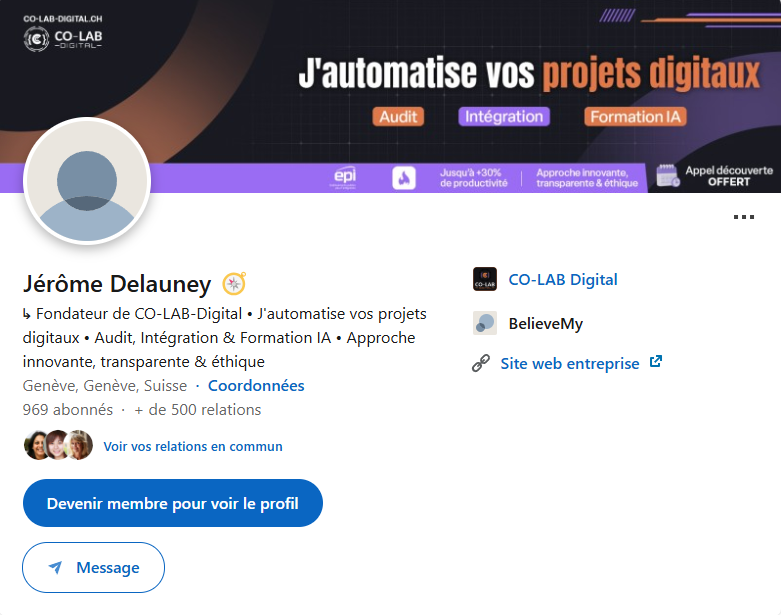 CO-LAB-DIGITAL.CH
CO-LAB
-DIGITAL-
J'automatise vos projets digitaux
Audit
Intégration
Formation IA
epi
Jusqu'à +30%
de productivité
Approche innovante,
transparente & éthique
Appel découverte
OFFERT
Jérôme Delauney
↳ Fondateur de CO-LAB-Digital • J'automatise vos projets
digitaux • Audit, Intégration & Formation IA • Approche
innovante, transparente & éthique
Genève, Genève, Suisse · Coordonnées
969 abonnés · + de 500 relations
Voir vos relations en commun
Devenir membre pour voir le profil
Message
CO-LAB
CO-LAB Digital
BelieveMy
Site web entreprise